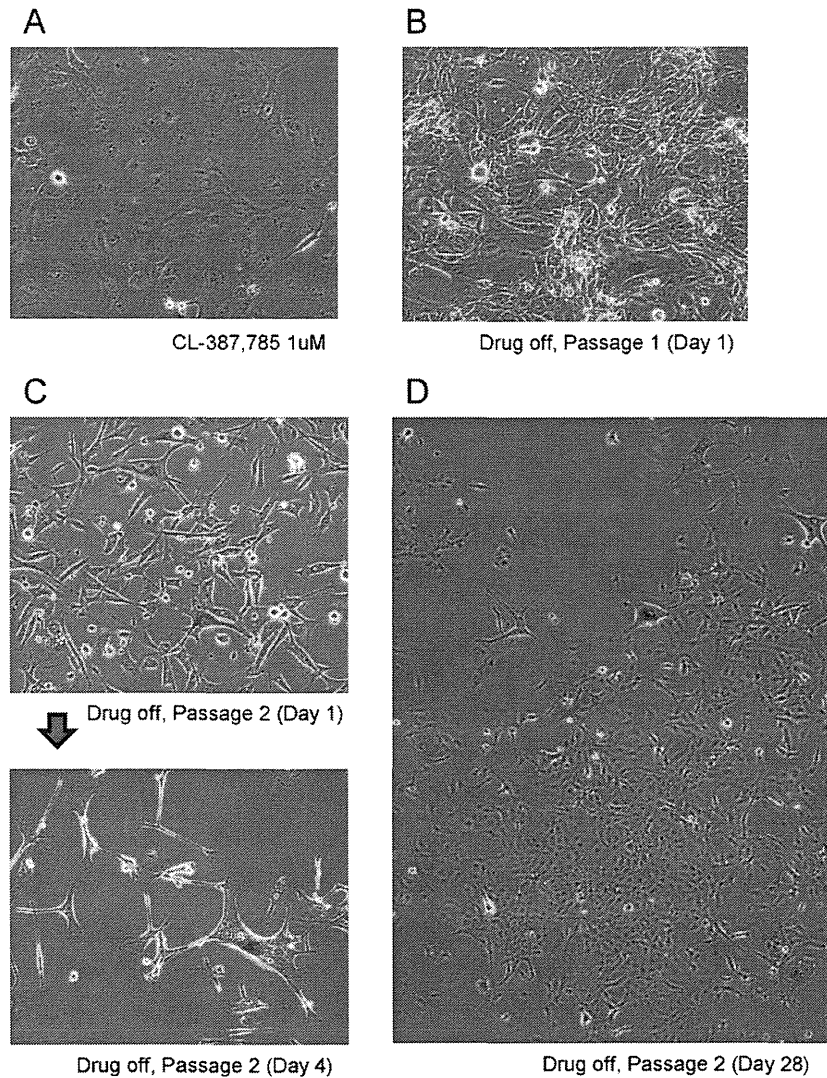 A
B
CL-387,785 1uM
Drug off, Passage 1 (Day 1)
C
D
Drug off, Passage 2 (Day 1)
Drug off, Passage 2 (Day 4)
Drug off, Passage 2 (Day 28)